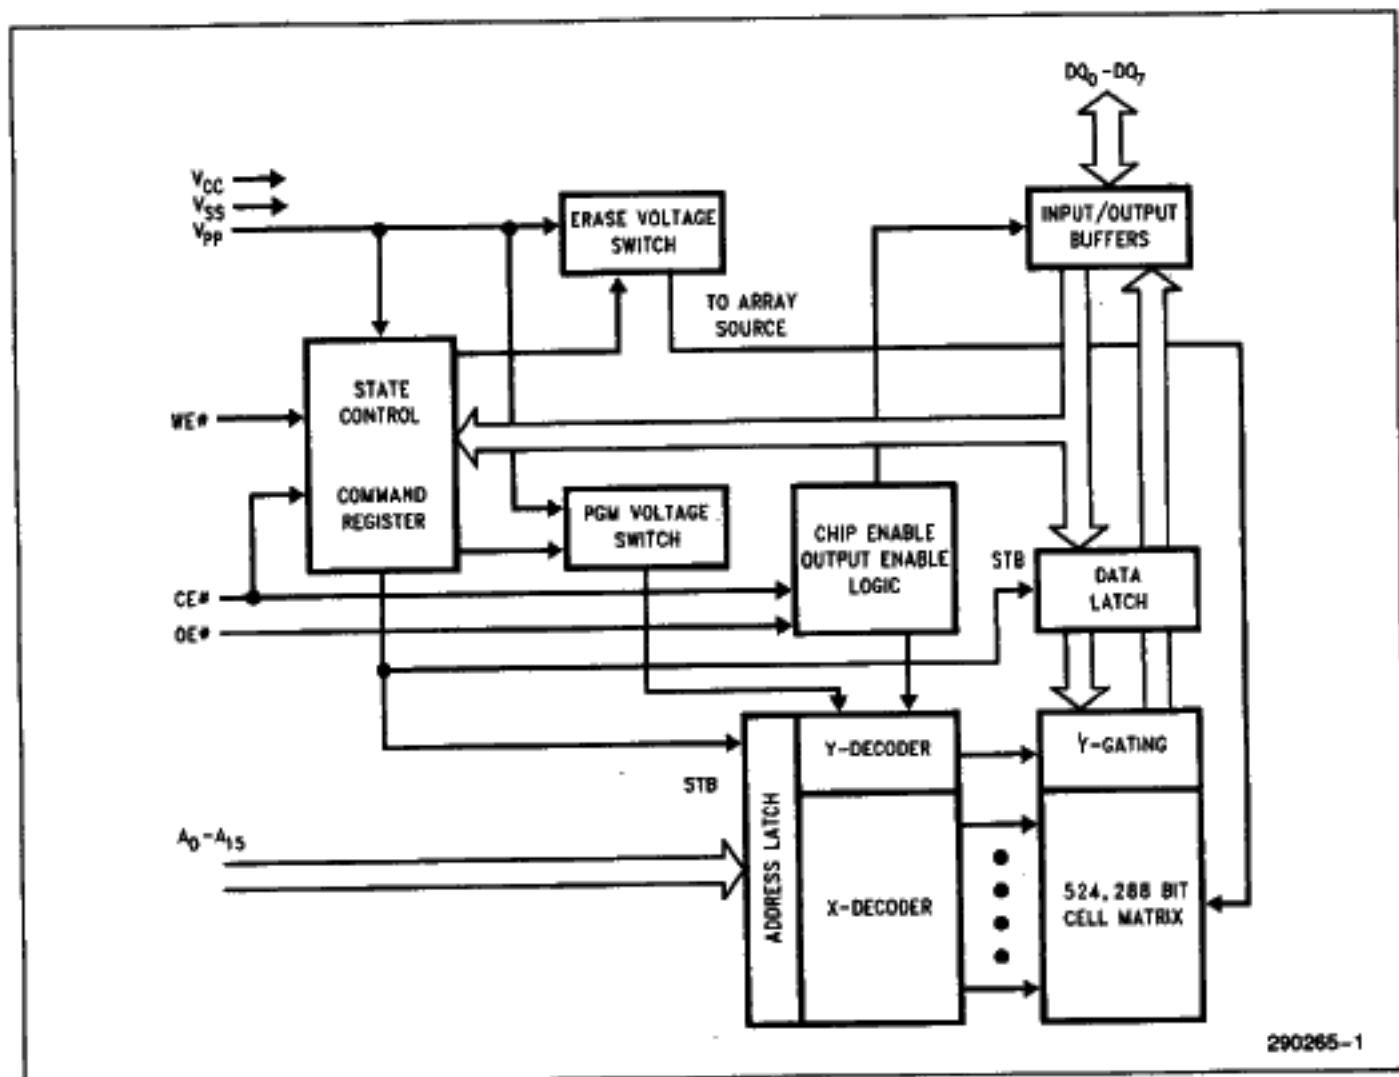 DQ0-DQ7
VCC
VSS
VPP
ERASE VOLTAGE
SWITCH
INPUT/OUTPUT
BUFFERS
TO ARRAY
SOURCE
STATE
CONTROL
COMMAND
REGISTER
WE#
PGM VOLTAGE
SWITCH
CHIP ENABLE
OUTPUT ENABLE
LOGIC
STB
DATA
LATCH
CE#
OE#
STB
ADDRESS LATCH
Y-DECODER
Y-GATING
A0-A15
X-DECODER
524,288 BIT
CELL MATRIX
290265-1